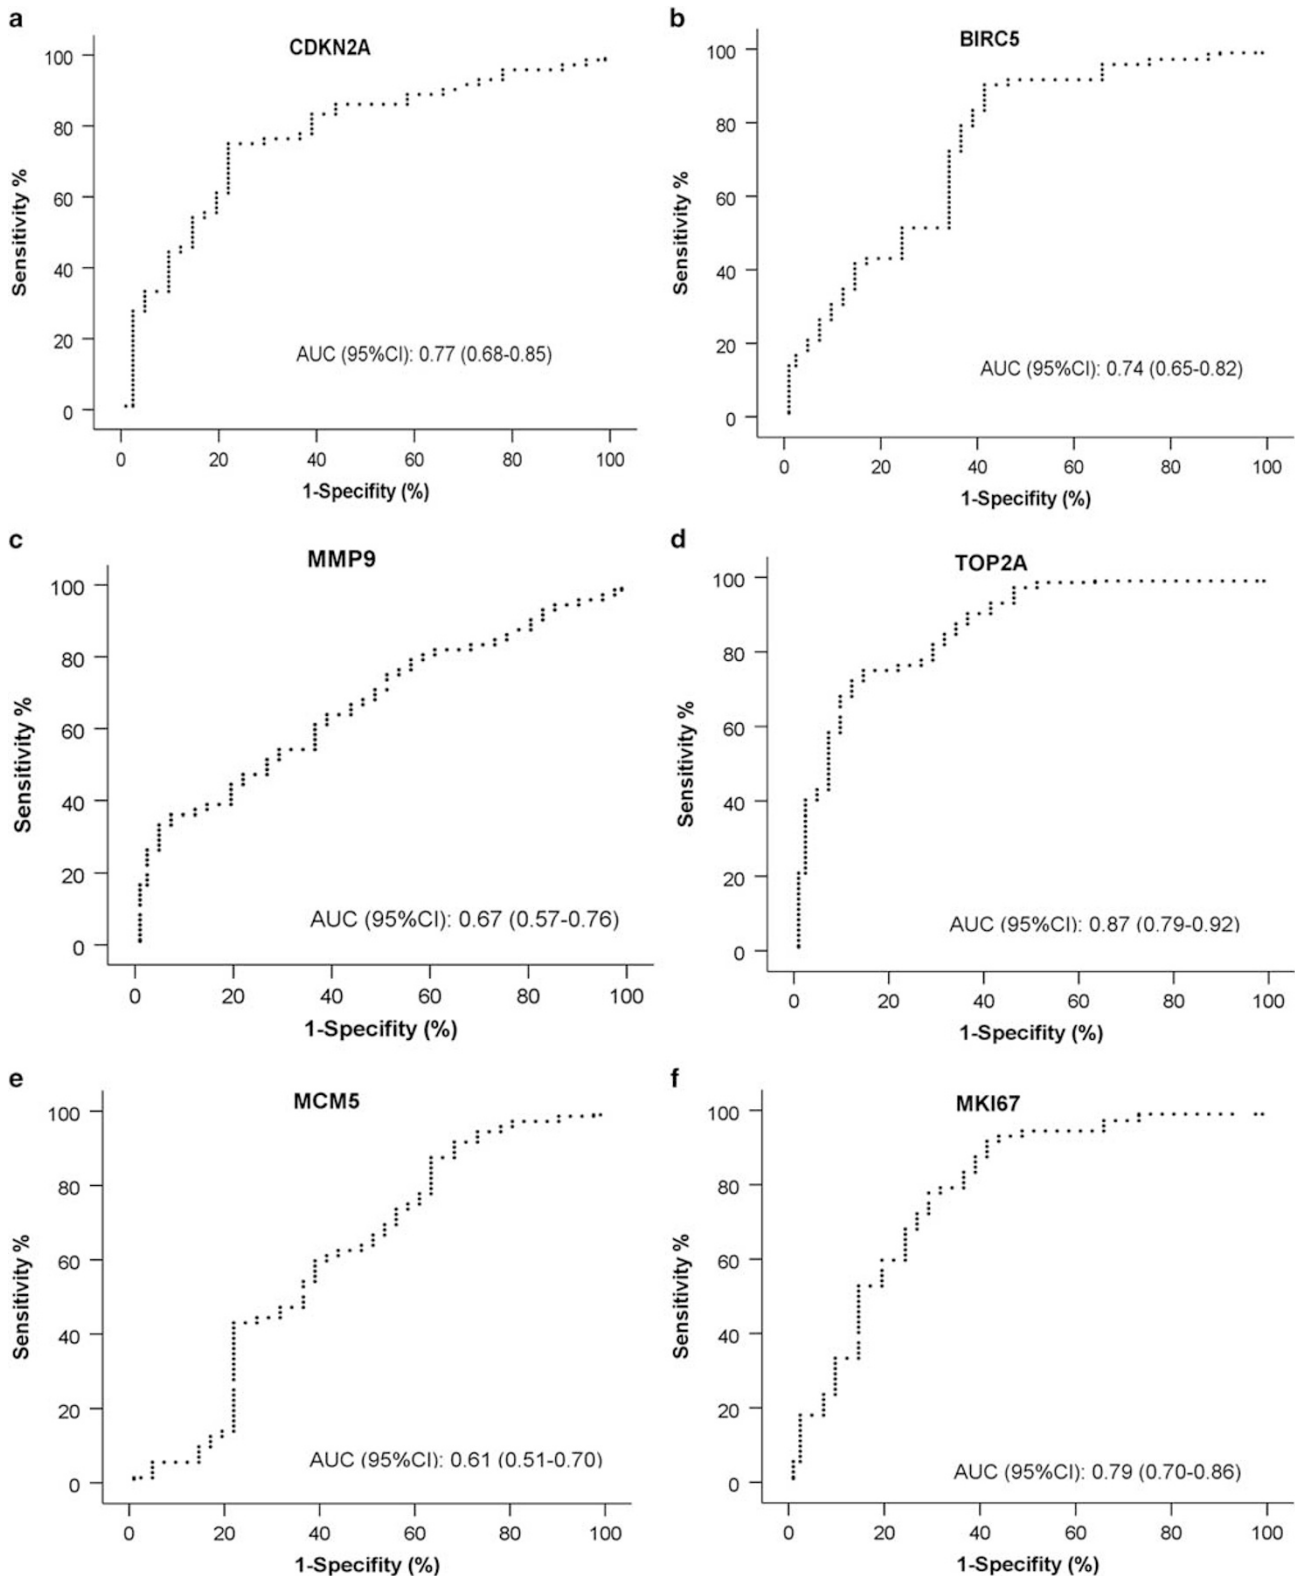 a
CDKN2A
100
80
60
40
20
0
Sensitivity %
AUC (95%CI): 0.77 (0.68-0.85)
0 20 40 60 80 100
1-Specifity (%)
b
BIRC5
100
80
60
40
20
0
Sensitivity %
AUC (95%CI): 0.74 (0.65-0.82)
0 20 40 60 80 100
1-Specifity (%)
c
MMP9
100
80
60
40
20
0
Sensitivity %
AUC (95%CI): 0.67 (0.57-0.76)
0 20 40 60 80 100
1-Specifity (%)
d
TOP2A
100
80
60
40
20
0
Sensitivity %
AUC (95%CI): 0.87 (0.79-0.92)
0 20 40 60 80 100
1-Specifity (%)
e
MCM5
100
80
60
40
20
0
Sensitivity %
AUC (95%CI): 0.61 (0.51-0.70)
0 20 40 60 80 100
1-Specifity (%)
f
MKI67
100
80
60
40
20
0
Sensitivity %
AUC (95%CI): 0.79 (0.70-0.86)
0 20 40 60 80 100
1-Specifity (%)